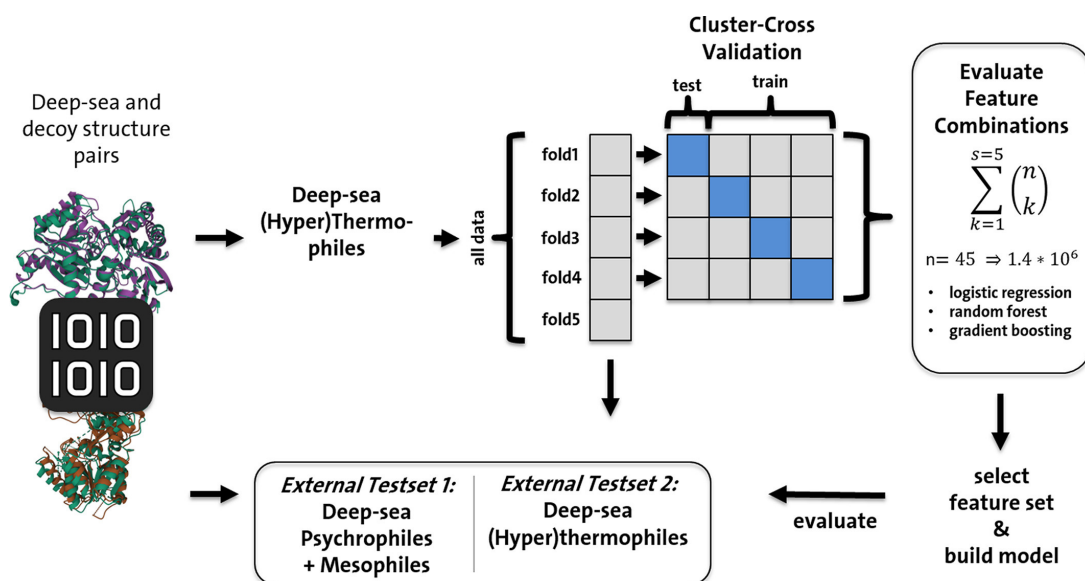 Deep-sea and
decoy structure
pairs
1010
1010
Deep-sea
(Hyper)Thermo-
philes
all data
fold1
fold2
fold3
fold4
fold5
Cluster-Cross
Validation
test
train
Evaluate
Feature
Combinations
s=5
∑ (n k)
k=1
n= 45 ⇒ 1.4 * 10⁶
• logistic regression
• random forest
• gradient boosting
select
feature set
&
build model
evaluate
External Testset 1:
Deep-sea
Psychrophiles
+ Mesophiles
External Testset 2:
Deep-sea
(Hyper)thermophiles